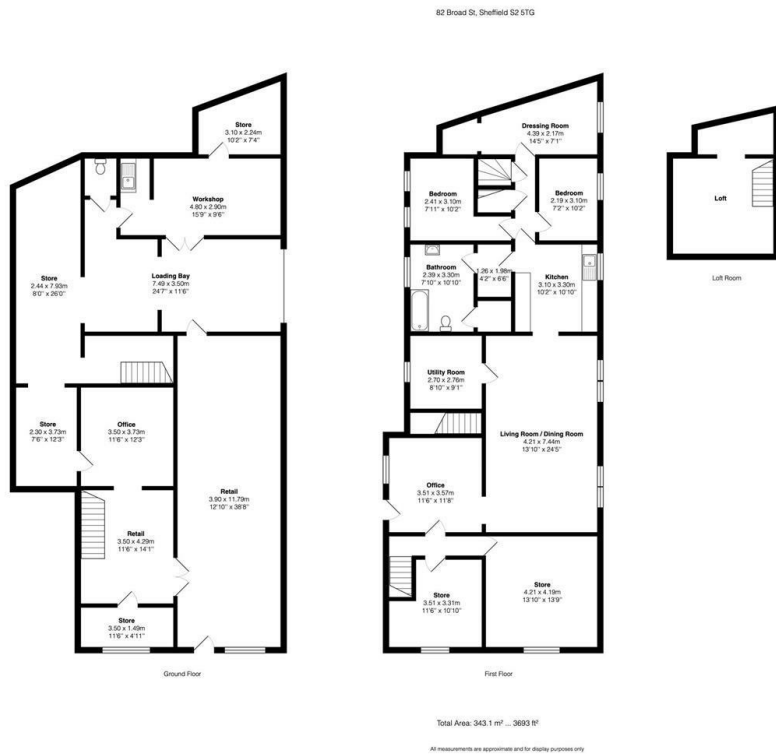 82 Broad St, Sheffield S2 5TG
Store
3.10 x 2.24m
10'2" x 7'4"
Workshop
4.80 x 2.90m
15'9" x 9'6"
Store
2.44 x 7.93m
8'0" x 26'0"
Loading Bay
7.49 x 3.50m
24'7" x 11'6"
Store
2.30 x 3.73m
7'6" x 12'3"
Office
3.50 x 3.73m
11'6" x 12'3"
Retail
3.90 x 11.79m
12'10" x 38'8"
Retail
3.50 x 4.29m
11'6" x 14'1"
Store
3.50 x 1.49m
11'6" x 4'11"
Ground Floor
Dressing Room
4.39 x 2.17m
14'5" x 7'1"
Bedroom
2.41 x 3.10m
7'11" x 10'2"
Bedroom
2.19 x 3.10m
7'2" x 10'2"
Bathroom
2.39 x 3.30m
7'10" x 10'10"
1.26 x 1.98m
4'2" x 6'6"
Kitchen
3.10 x 3.30m
10'2" x 10'10"
Utility Room
2.70 x 2.76m
8'10" x 9'1"
Living Room / Dining Room
4.21 x 7.44m
13'10" x 24'5"
Office
3.51 x 3.57m
11'6" x 11'8"
Store
3.51 x 3.31m
11'6" x 10'10"
Store
4.21 x 4.19m
13'10" x 13'9"
First Floor
Loft
Loft Room
Total Area: 343.1 m² ... 3693 ft²
All measurements are approximate and for display purposes only